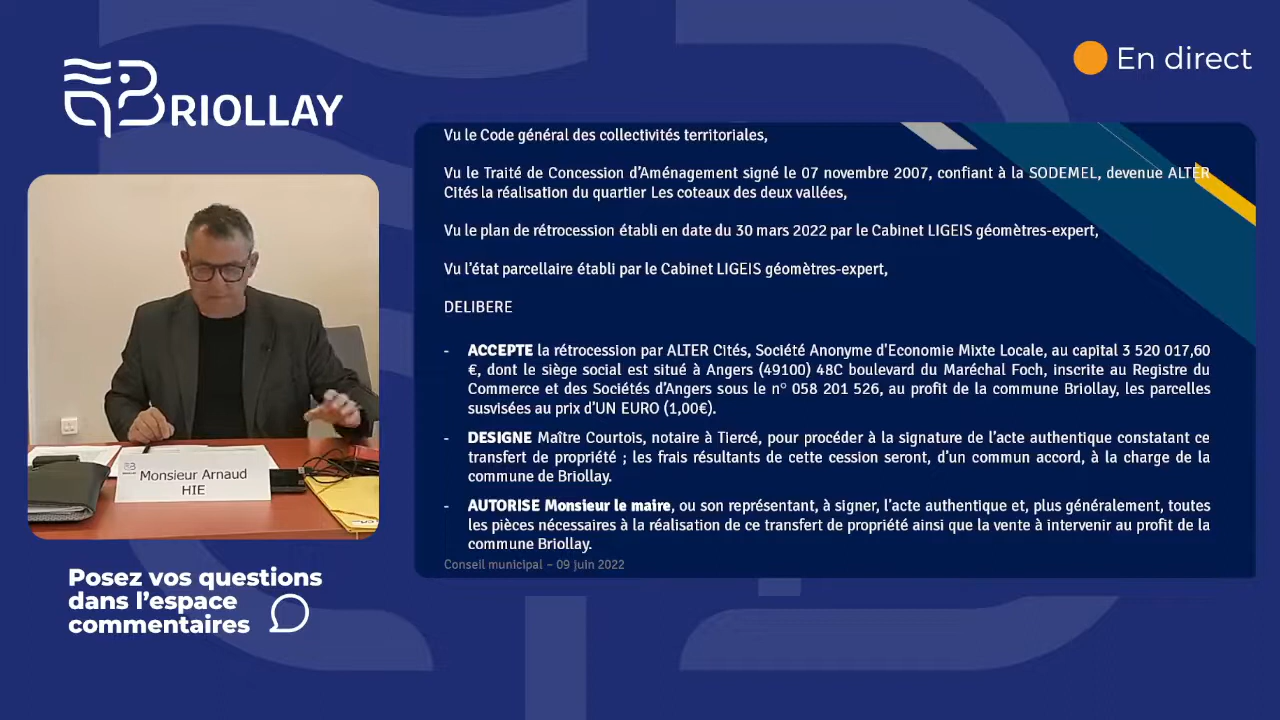 BRIOLLAY
En direct
Vu le Code général des collectivités territoriales,
Vu le Traité de Concession d'Aménagement signé le 07 novembre 2007, confiant à la SODEMEL, devenue ALTER
Cités la réalisation du quartier Les coteaux des deux vallées,
Vu le plan de rétrocession établi en date du 30 mars 2022 par le Cabinet LIGEIS géomètres-expert,
Vu l'état parcellaire établi par le Cabinet LIGEIS géomètres-expert,
DELIBERE
- ACCEPTE la rétrocession par ALTER Cités, Société Anonyme d'Economie Mixte Locale, au capital 3 520 017,60
€, dont le siège social est situé à Angers (49100) 48C boulevard du Maréchal Foch, inscrite au Registre du
Commerce et des Sociétés d'Angers sous le n° 058 201 526, au profit de la commune Briollay, les parcelles
susvisées au prix d'UN EURO (1,00€).
- DESIGNE Maître Courtois, notaire à Tiercé, pour procéder à la signature de l'acte authentique constatant ce
transfert de propriété ; les frais résultants de cette cession seront, d'un commun accord, à la charge de la
commune de Briollay.
- AUTORISE Monsieur le maire, ou son représentant, à signer, l'acte authentique et, plus généralement, toutes
les pièces nécessaires à la réalisation de ce transfert de propriété ainsi que la vente à intervenir au profit de la
commune Briollay.
Conseil municipal – 09 juin 2022
Monsieur Arnaud
HIE
Posez vos questions
dans l'espace
commentaires